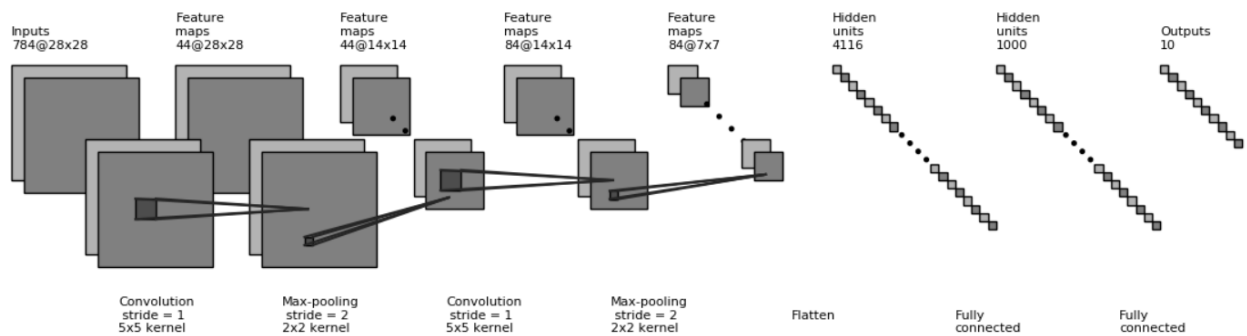 Inputs
784@28x28
Feature
maps
44@28x28
Feature
maps
44@14x14
Feature
maps
84@14x14
Feature
maps
84@7x7
Hidden
units
4116
Hidden
units
1000
Outputs
10
Convolution
stride = 1
5x5 kernel
Max-pooling
stride = 2
2x2 kernel
Convolution
stride = 1
5x5 kernel
Max-pooling
stride = 2
2x2 kernel
Flatten
Fully
connected
Fully
connected